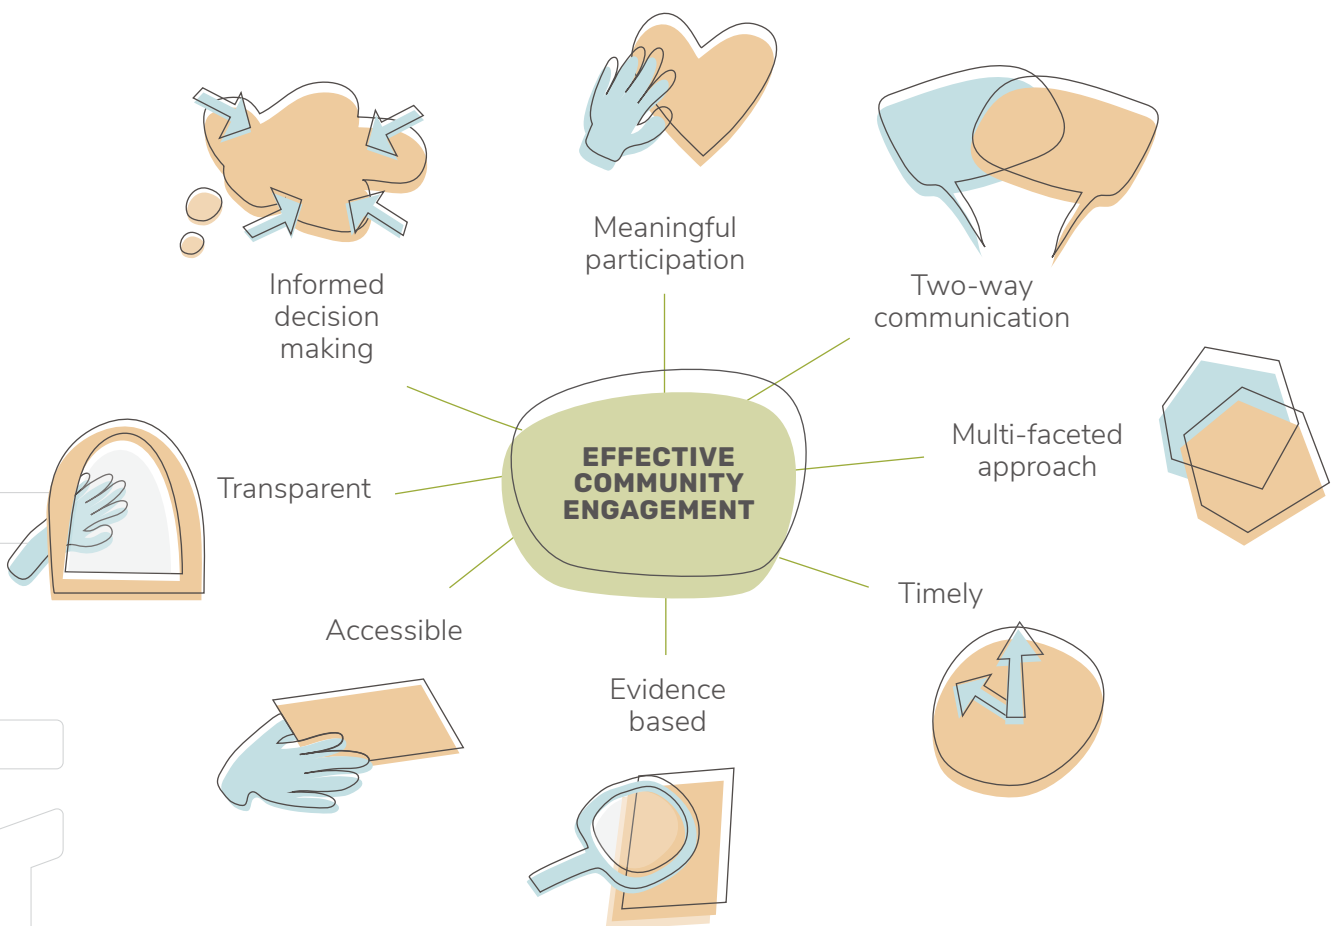 Meaningful
participation
Two-way
communication
Informed
decision
making
Multi-faceted
approach
EFFECTIVE
COMMUNITY
ENGAGEMENT
Transparent
Timely
Accessible
Evidence
based